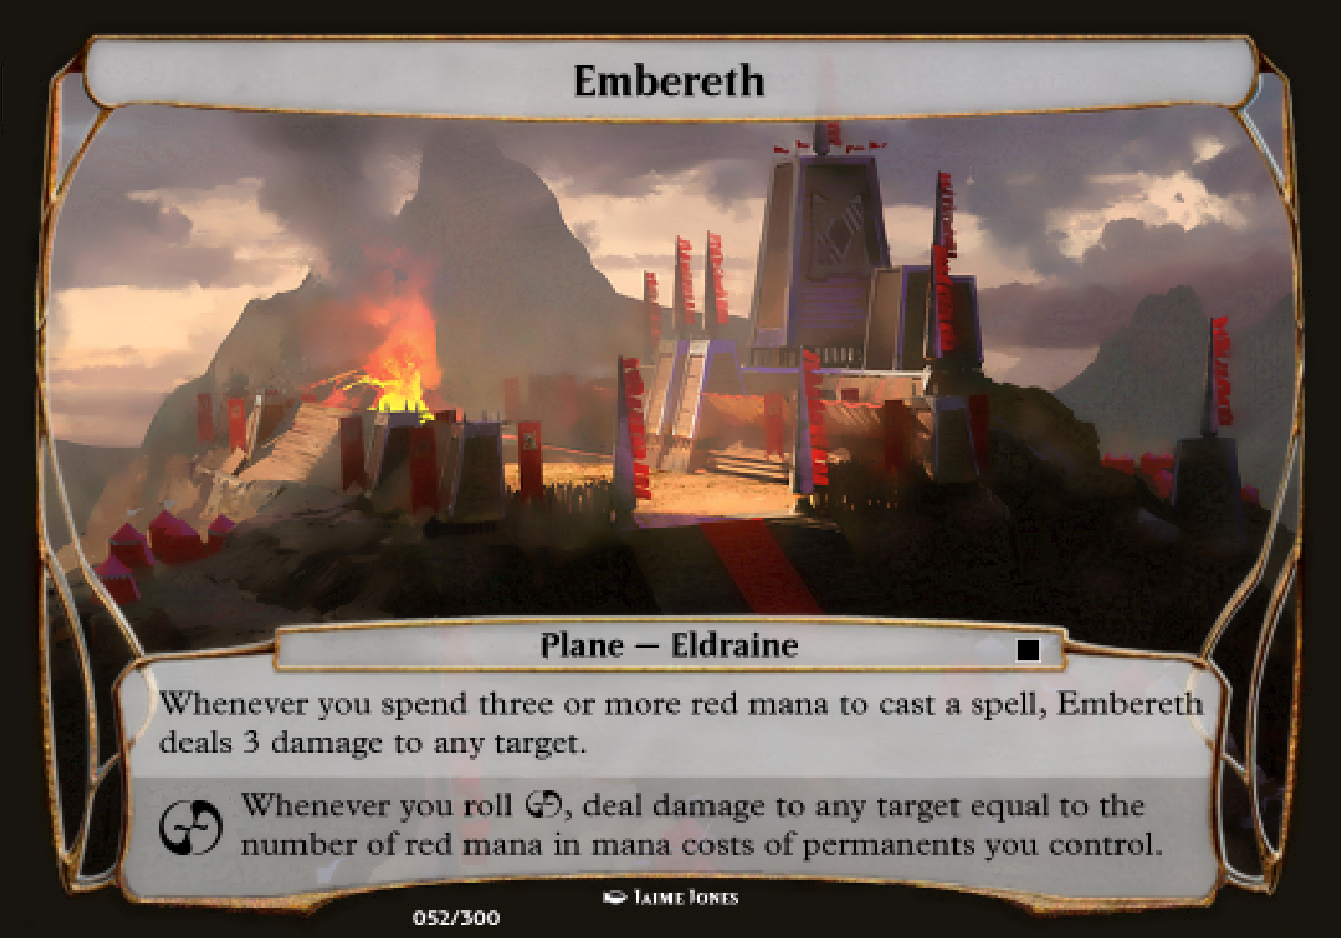 Embereth
Plane — Eldraine
Whenever you spend three or more red mana to cast a spell, Embereth
deals 3 damage to any target.
Whenever you roll , deal damage to any target equal to the
number of red mana in mana costs of permanents you control.
Jaime Jones
052/300